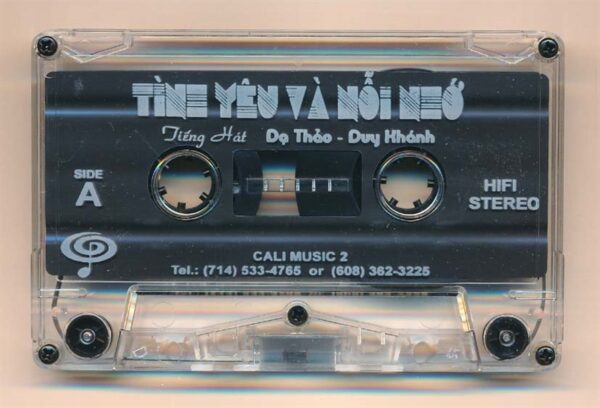 TÌNH YÊU VÀ NỖI NHỚ
Tiếng Hát Dạ Thảo - Duy Khánh
SIDE
A
HIFI
STEREO
CALI MUSIC 2
Tel.: (714) 533-4765 or (608) 362-3225